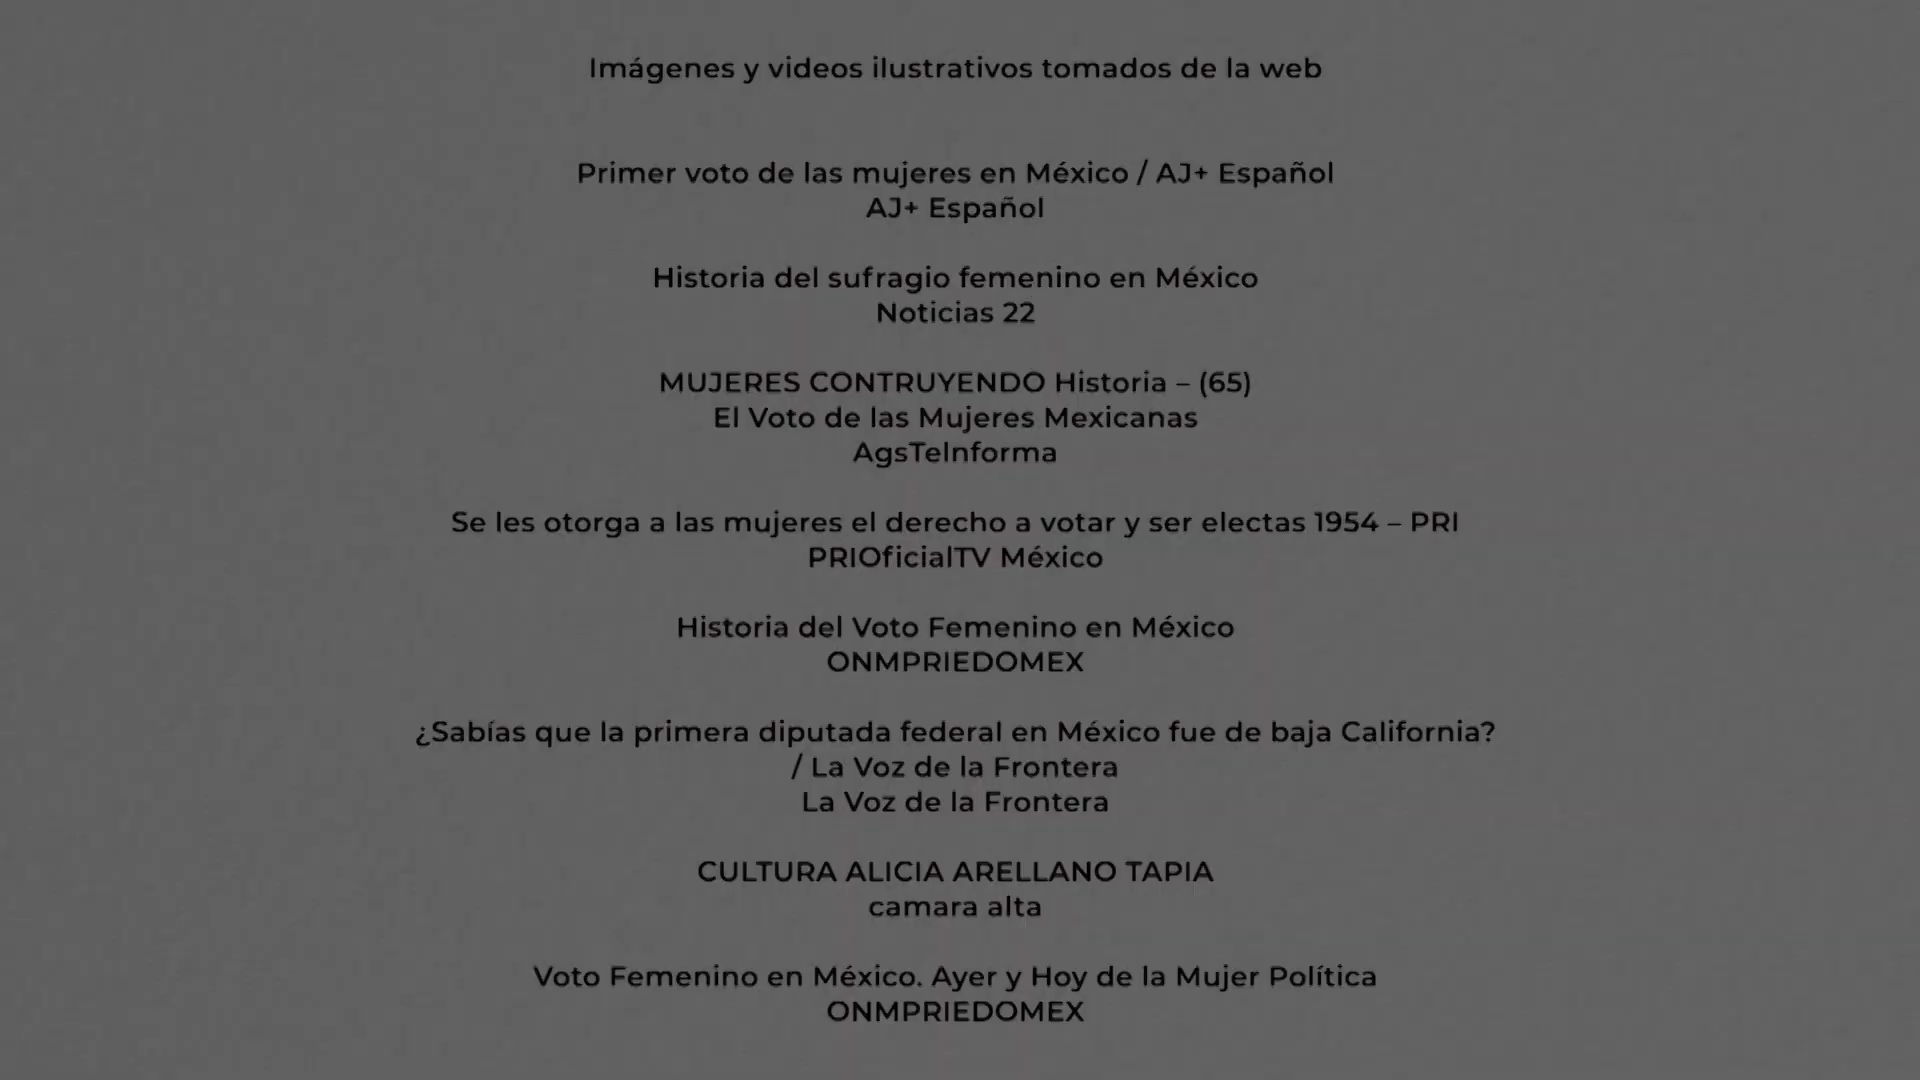 Imágenes y videos ilustrativos tomados de la web
Primer voto de las mujeres en México / AJ+ Español
AJ+ Español
Historia del sufragio femenino en México
Noticias 22
MUJERES CONTRUYENDO Historia – (65)
El Voto de las Mujeres Mexicanas
AgsTeInforma
Se les otorga a las mujeres el derecho a votar y ser electas 1954 – PRI
PRIOficialTV México
Historia del Voto Femenino en México
ONMPRIEDOMEX
¿Sabías que la primera diputada federal en México fue de baja California?
/ La Voz de la Frontera
La Voz de la Frontera
CULTURA ALICIA ARELLANO TAPIA
camara alta
Voto Femenino en México. Ayer y Hoy de la Mujer Política
ONMPRIEDOMEX